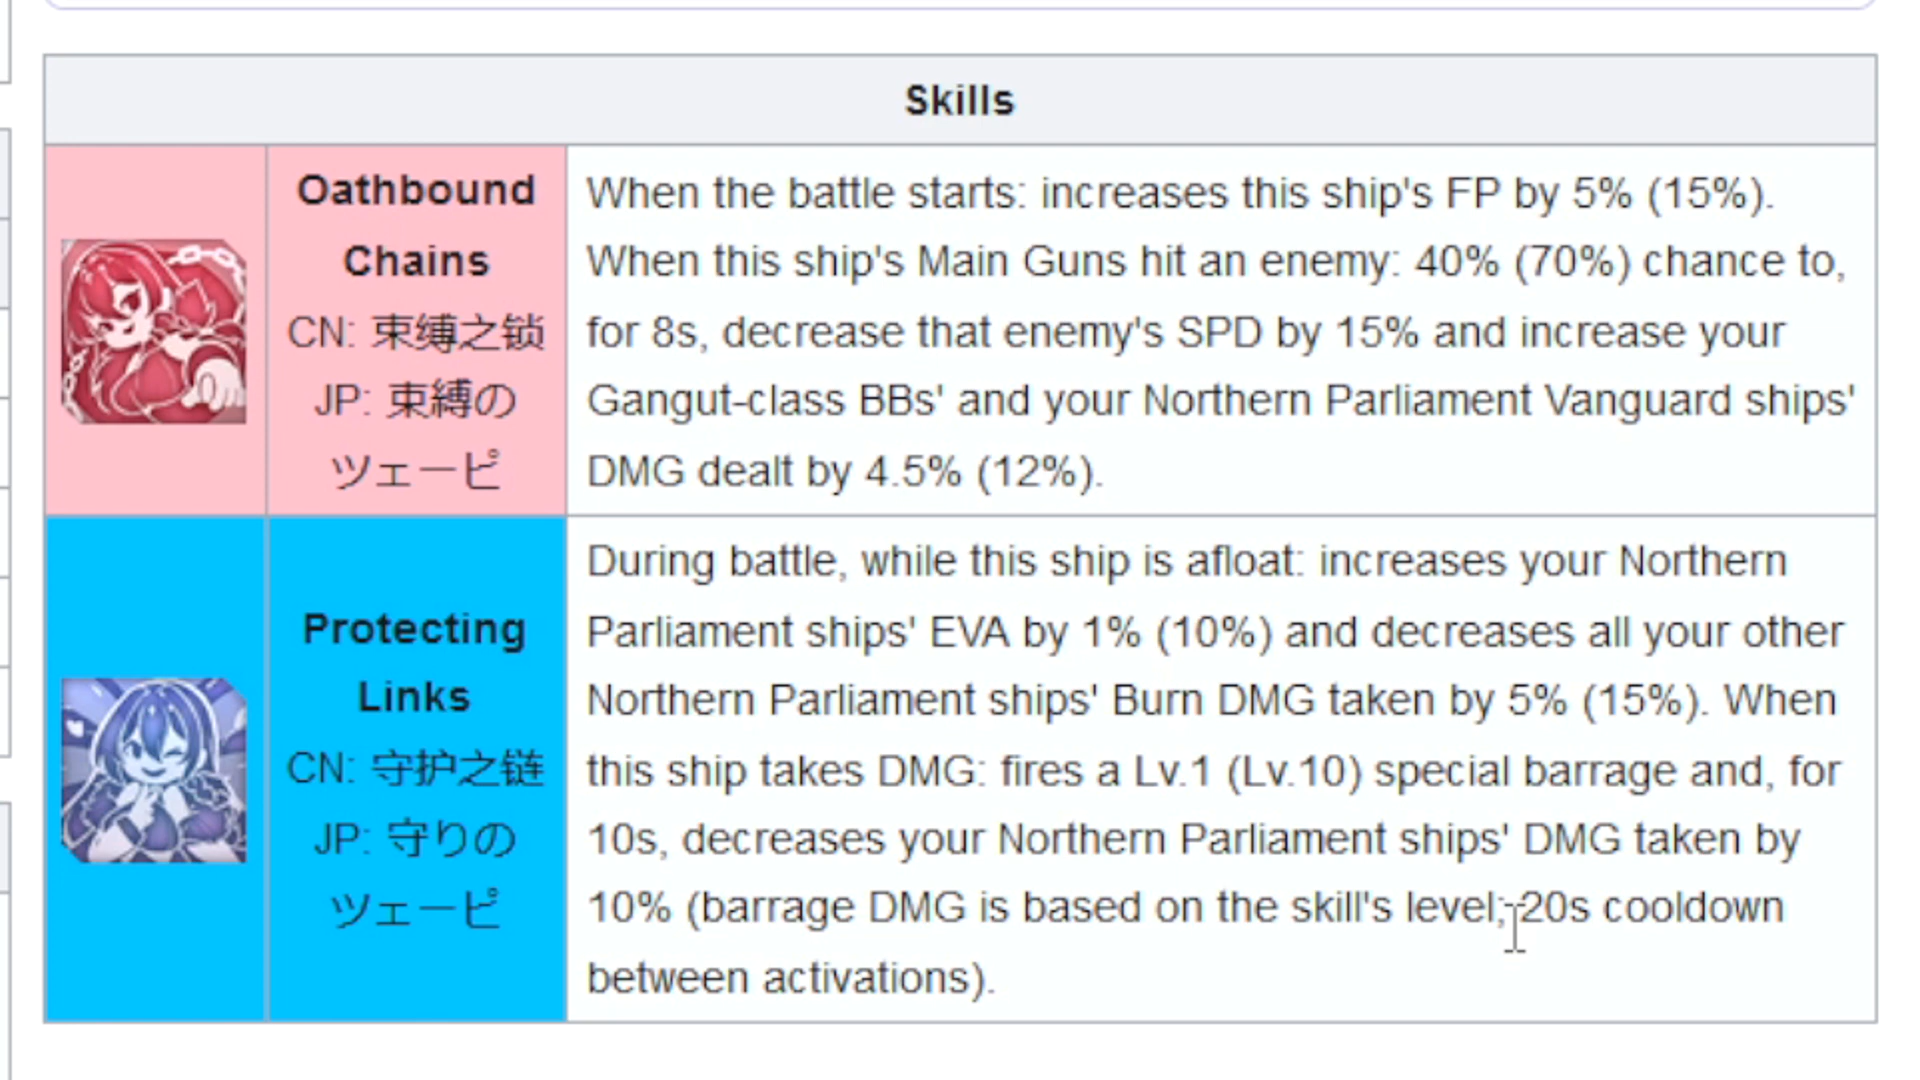 Skills
Oathbound
Chains
CN: 束缚之锁
JP: 束縛の
ツェーピ
When the battle starts: increases this ship's FP by 5% (15%).
When this ship's Main Guns hit an enemy: 40% (70%) chance to,
for 8s, decrease that enemy's SPD by 15% and increase your
Gangut-class BBs' and your Northern Parliament Vanguard ships'
DMG dealt by 4.5% (12%).
Protecting
Links
CN: 守护之链
JP: 守りの
ツェーピ
During battle, while this ship is afloat: increases your Northern
Parliament ships' EVA by 1% (10%) and decreases all your other
Northern Parliament ships' Burn DMG taken by 5% (15%). When
this ship takes DMG: fires a Lv.1 (Lv.10) special barrage and, for
10s, decreases your Northern Parliament ships' DMG taken by
10% (barrage DMG is based on the skill's level; 20s cooldown
between activations).